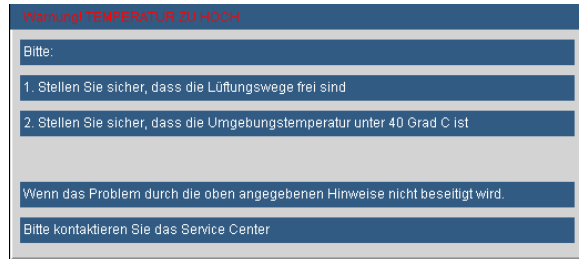 Warnung! TEMPERATUR ZU HOCH
Bitte:
1. Stellen Sie sicher, dass die Lüftungswege frei sind
2. Stellen Sie sicher, dass die Umgebungstemperatur unter 40 Grad C ist
Wenn das Problem durch die oben angegebenen Hinweise nicht beseitigt wird.
Bitte kontaktieren Sie das Service Center